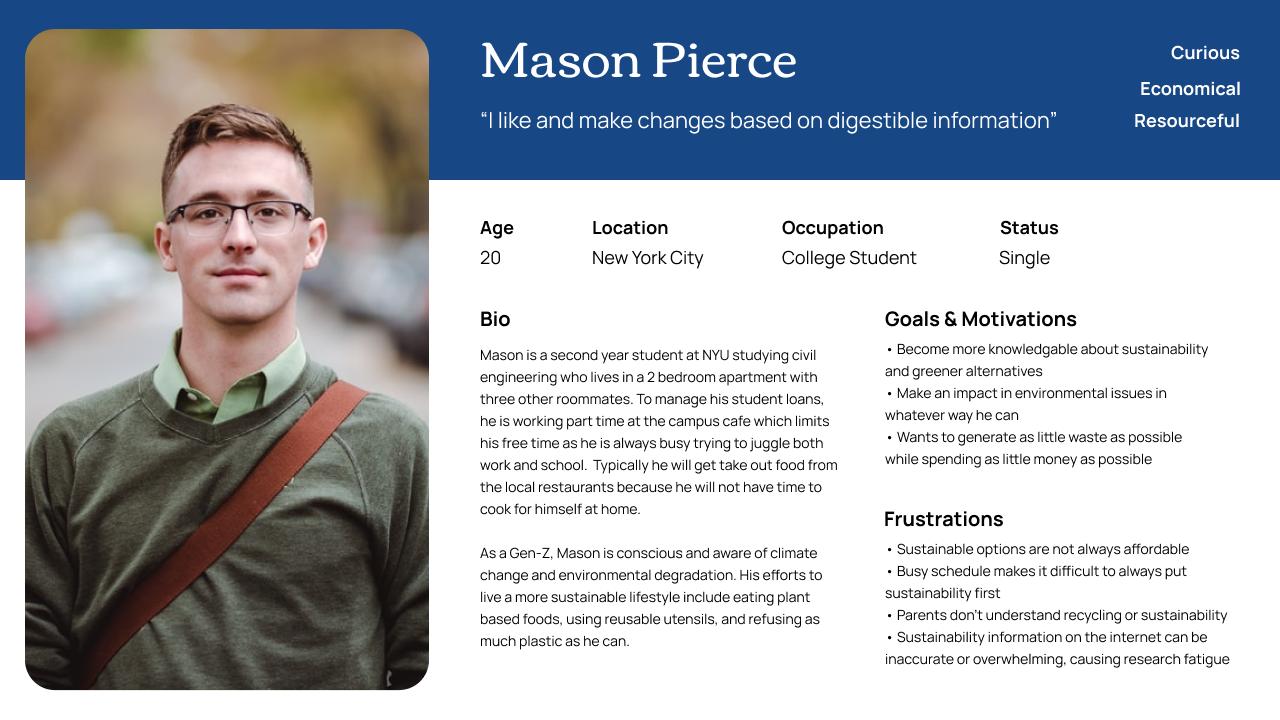 Mason Pierce
“I like and make changes based on digestible information”
Curious
Economical
Resourceful
Age
20
Location
New York City
Occupation
College Student
Status
Single
Bio
Mason is a second year student at NYU studying civil
engineering who lives in a 2 bedroom apartment with
three other roommates. To manage his student loans,
he is working part time at the campus cafe which limits
his free time as he is always busy trying to juggle both
work and school.  Typically he will get take out food from
the local restaurants because he will not have time to
cook for himself at home.
As a Gen-Z, Mason is conscious and aware of climate
change and environmental degradation. His efforts to
live a more sustainable lifestyle include eating plant
based foods, using reusable utensils, and refusing as
much plastic as he can.
Goals & Motivations
• Become more knowledgable about sustainability
and greener alternatives
• Make an impact in environmental issues in
whatever way he can
• Wants to generate as little waste as possible
while spending as little money as possible
Frustrations
• Sustainable options are not always affordable
• Busy schedule makes it difficult to always put
sustainability first
• Parents don’t understand recycling or sustainability
• Sustainability information on the internet can be
inaccurate or overwhelming, causing research fatigue